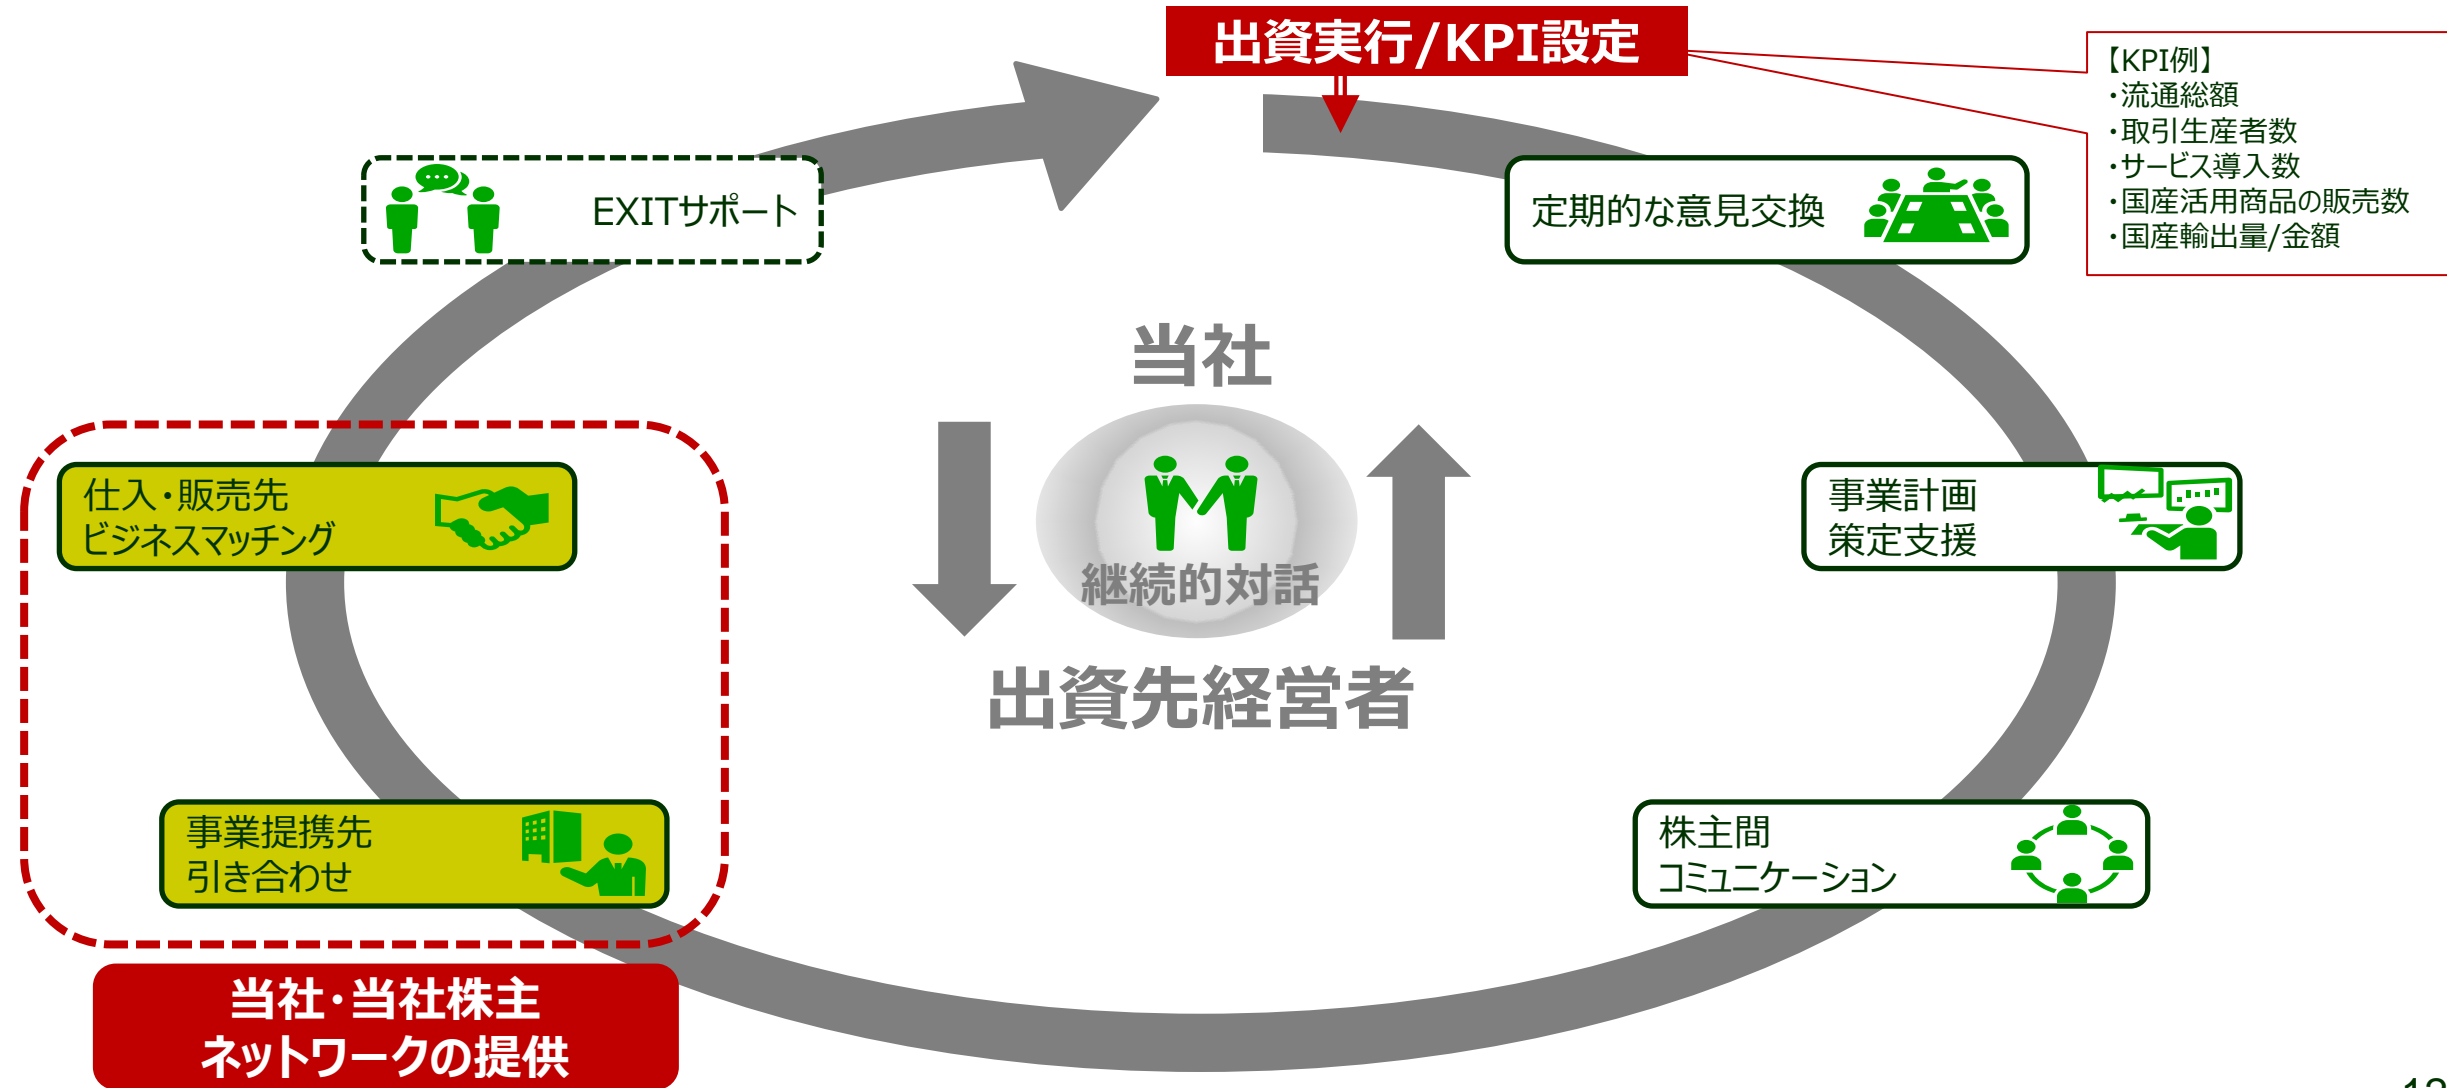 出資実行/KPI設定
【KPI例】
・流通総額
・取引生産者数
・サービス導入数
・国産活用商品の販売数
・国産輸出量/金額
EXITサポート
定期的な意見交換
当社
継続的対話
出資先経営者
仕入・販売先
ビジネスマッチング
事業計画
策定支援
事業提携先
引き合わせ
株主間
コミュニケーション
当社・当社株主
ネットワークの提供